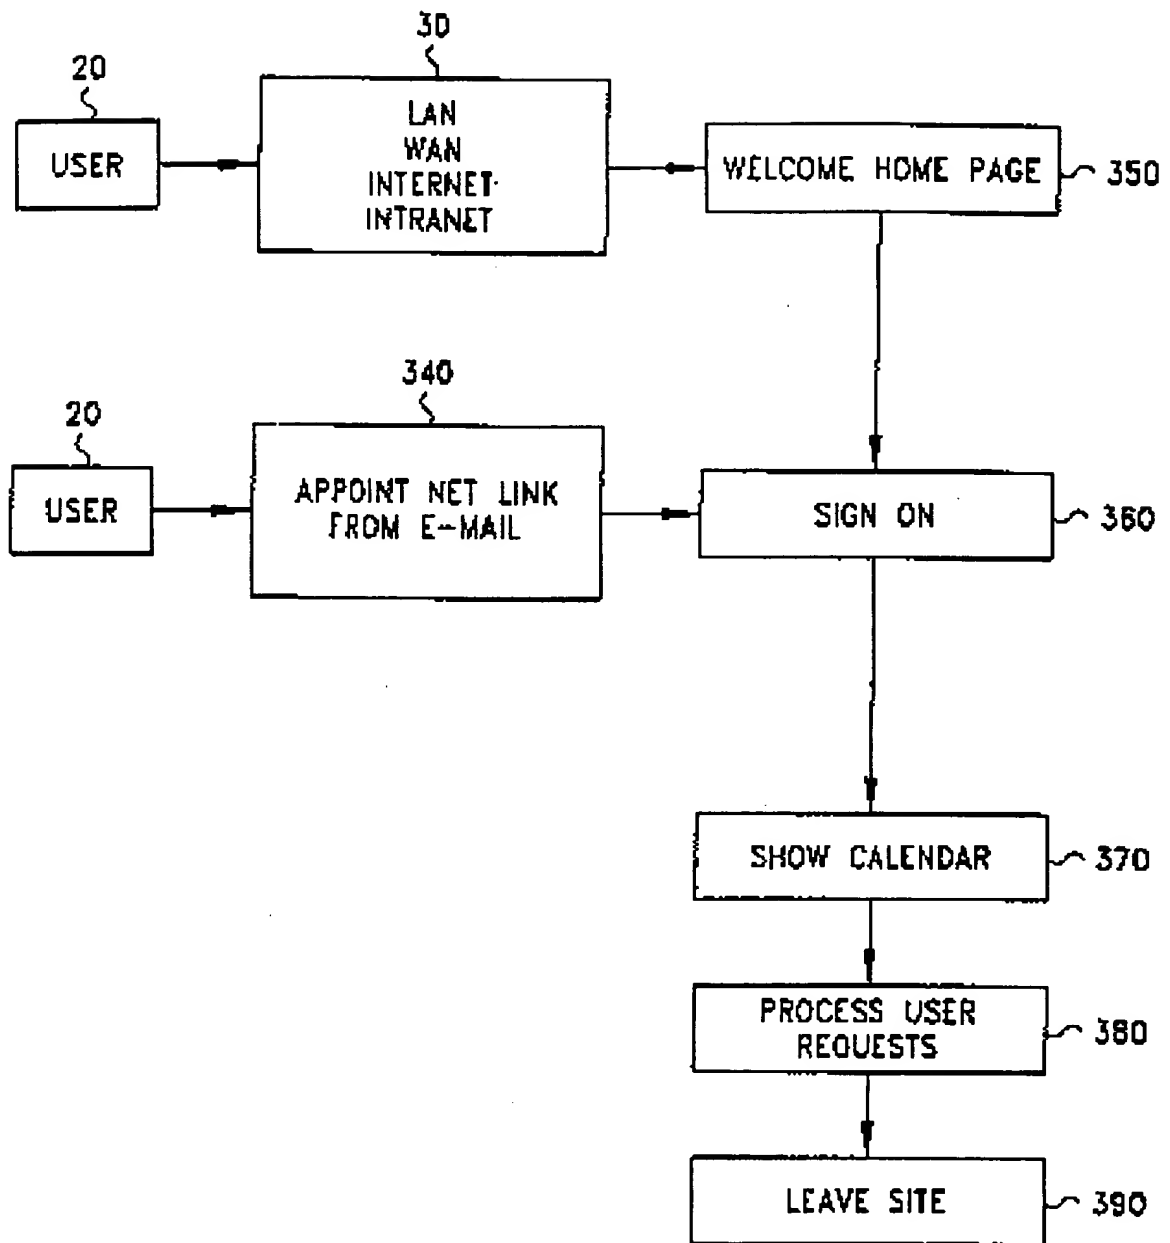 30
20
USER
LAN
WAN
INTERNET
INTRANET
WELCOME HOME PAGE
350
340
20
USER
APPOINT NET LINK
FROM E-MAIL
SIGN ON
360
SHOW CALENDAR
370
PROCESS USER
REQUESTS
380
LEAVE SITE
390